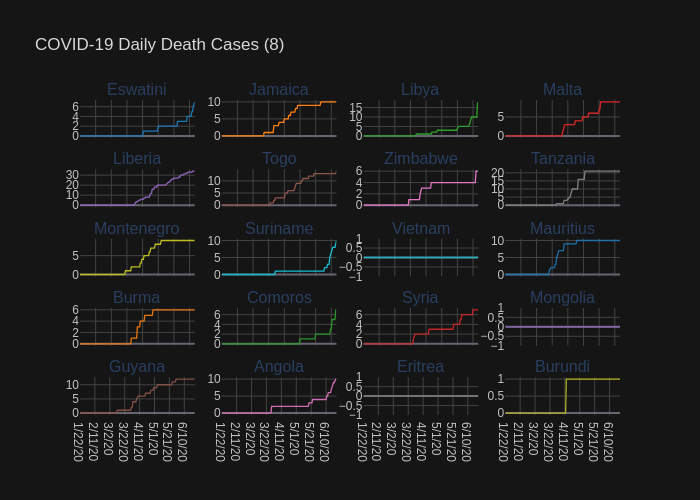 COVID-19 Daily Death Cases (8)
Eswatini Jamaica Libya Malta
6 4 2 0
10 5 0
15 10 5 0
5 0
Liberia Togo Zimbabwe Tanzania
30 20 10 0
10 5 0
6 4 2 0
20 15 10 5 0
Montenegro Suriname Vietnam Mauritius
5 0
10 5 0
1 0.5 0 −0.5 −1
10 5 0
Burma Comoros Syria Mongolia
6 4 2 0
6 4 2 0
6 4 2 0
1 0.5 0 −0.5 −1
Guyana Angola Eritrea Burundi
10 5 0
10 5 0
1 0.5 0 −0.5 −1
1 0.5 0
1/22/20 2/11/20 3/2/20 3/22/20 4/11/20 5/1/20 5/21/20 6/10/20
1/22/20 2/11/20 3/2/20 3/22/20 4/11/20 5/1/20 5/21/20 6/10/20
1/22/20 2/11/20 3/2/20 3/22/20 4/11/20 5/1/20 5/21/20 6/10/20
1/22/20 2/11/20 3/2/20 3/22/20 4/11/20 5/1/20 5/21/20 6/10/20